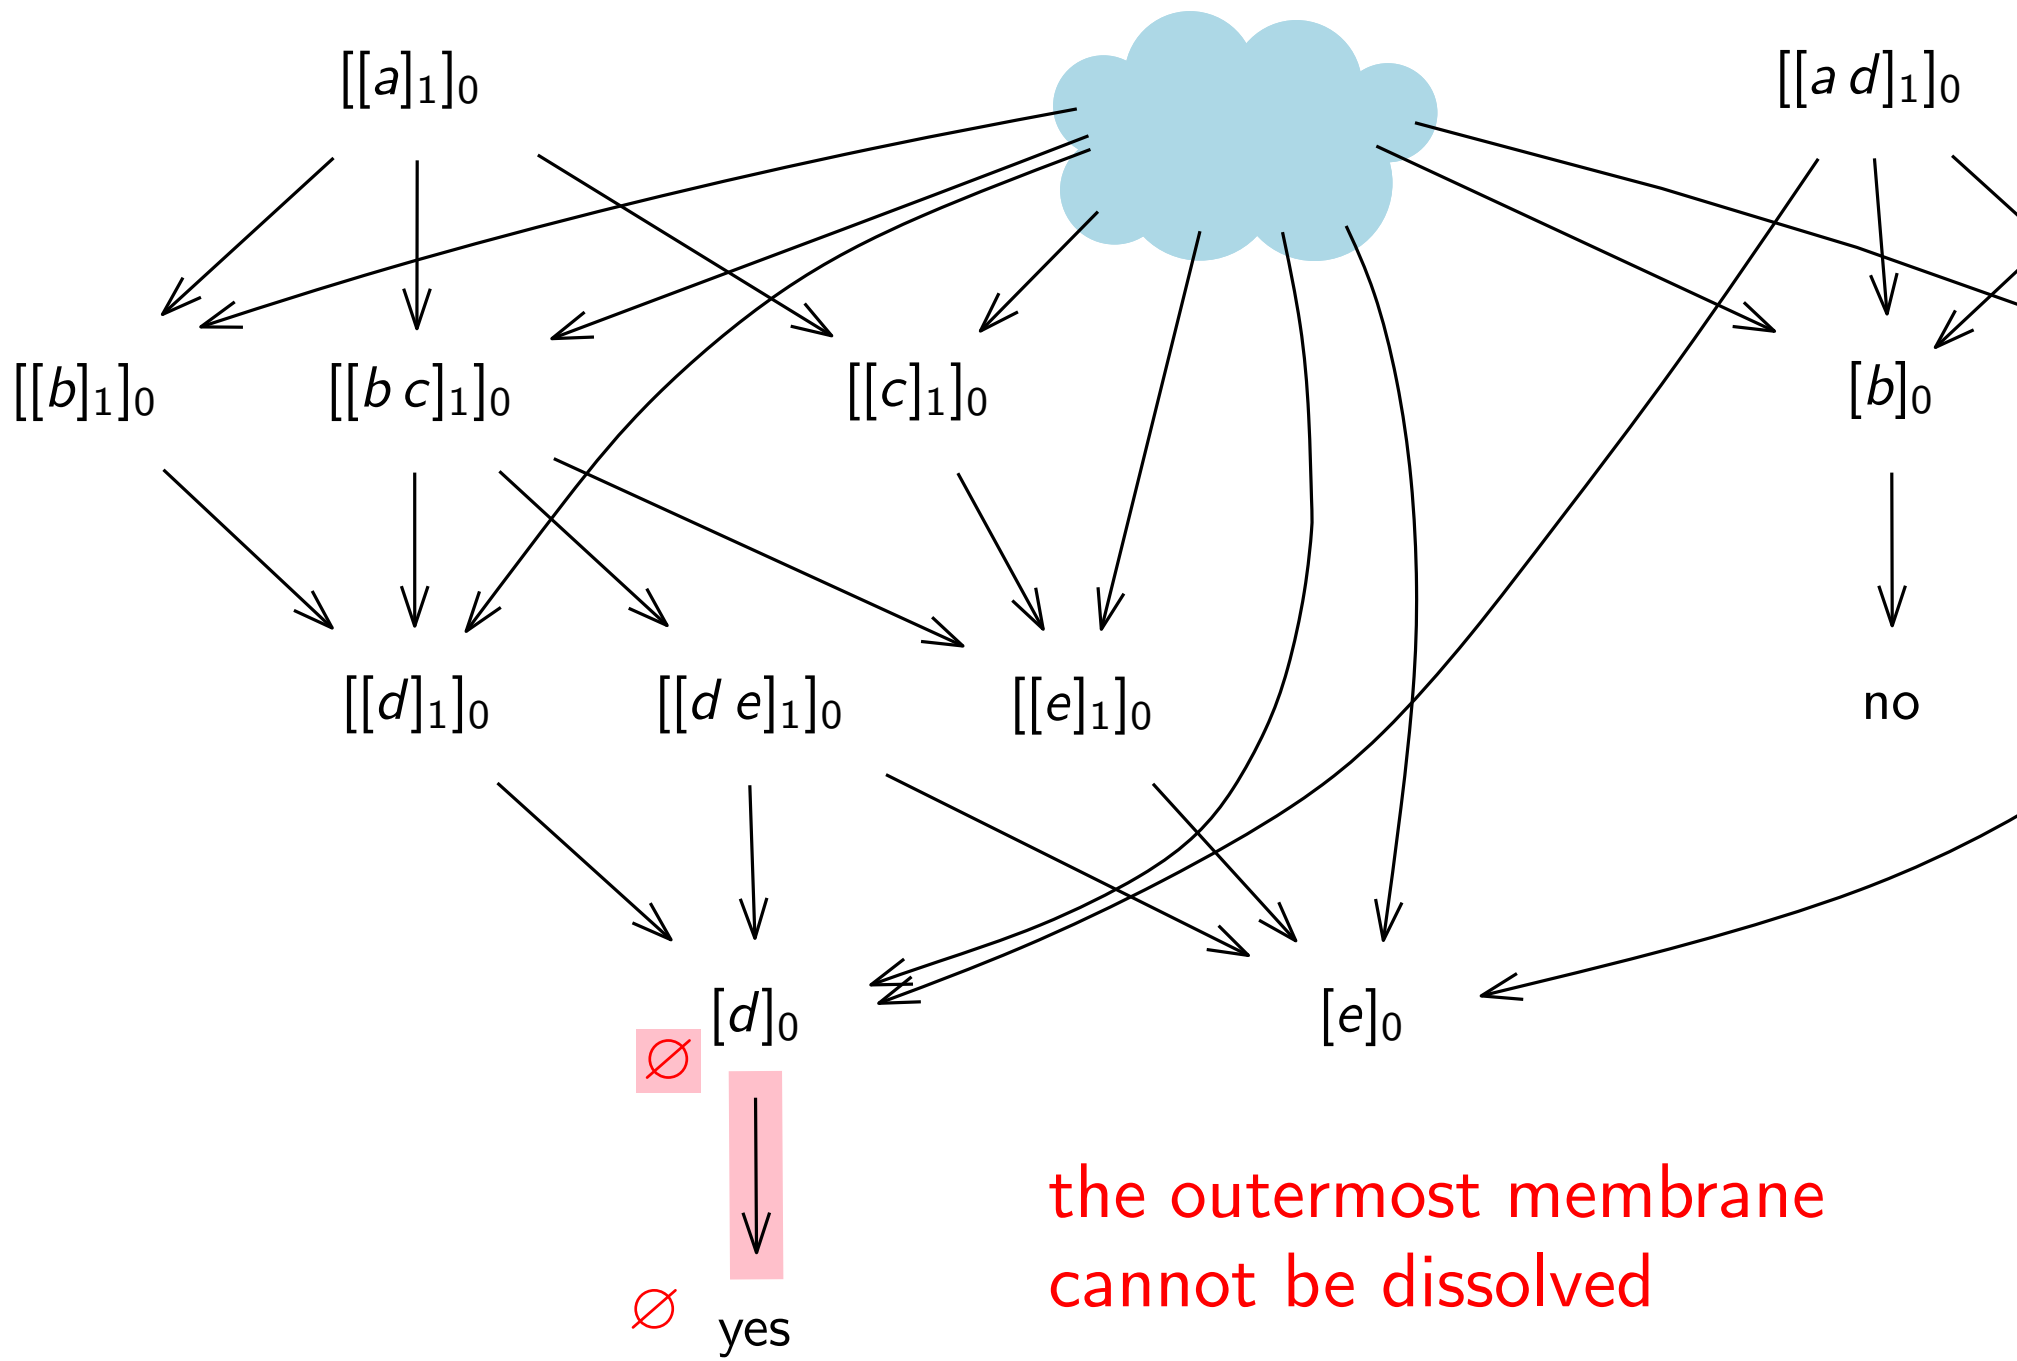 [[a]₁]₀
[[a d]₁]₀
[[b]₁]₀
[[b c]₁]₀
[[c]₁]₀
[b]₀
[[d]₁]₀
[[d e]₁]₀
[[e]₁]₀
no
[d]₀
[e]₀
∅
the outermost membrane
cannot be dissolved
∅
yes